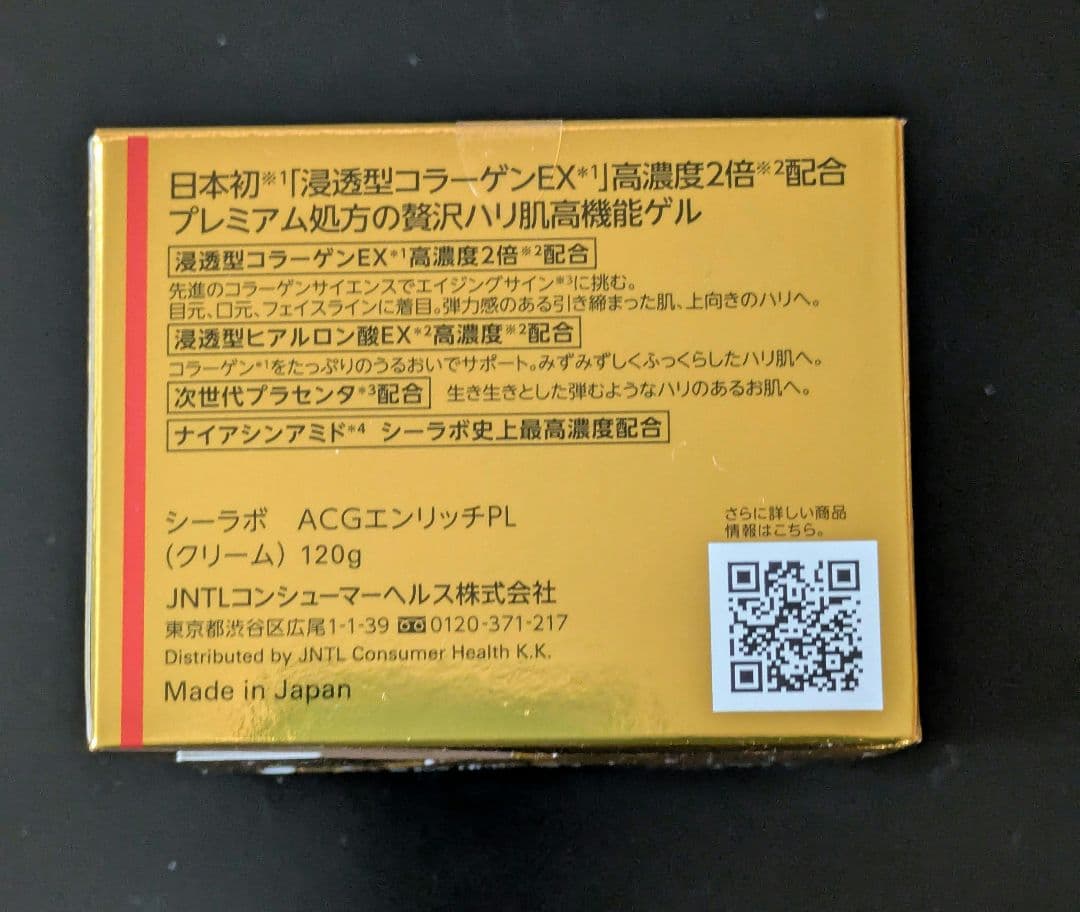 日本初※1「浸透型コラーゲンEX*1」高濃度2倍※2配合
プレミアム処方の贅沢ハリ肌高機能ゲル
浸透型コラーゲンEX*1高濃度2倍※2配合
先進のコラーゲンサイエンスでエイジングサイン※3に挑む。
目元、口元、フェイスラインに着目。弾力感のある引き締まった肌、上向きのハリへ。
浸透型ヒアルロン酸EX*2高濃度※2配合
コラーゲン*1をたっぷりのうるおいでサポート。みずみずしくふっくらしたハリ肌へ。
次世代プラセンタ*3配合 生き生きとした弾むようなハリのあるお肌へ。
ナイアシンアミド*4 シーラボ史上最高濃度配合
シーラボ ACGエンリッチPL
(クリーム) 120g
JNTLコンシューマーヘルス株式会社
東京都渋谷区広尾1-1-39 0120-371-217
Distributed by JNTL Consumer Health K.K.
Made in Japan
さらに詳しい商品
情報はこちら。